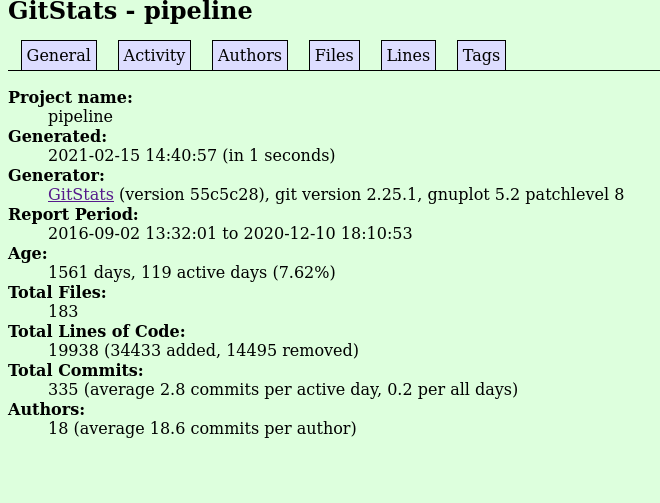 GitStats - pipeline
General Activity Authors Files Lines Tags
Project name:
pipeline
Generated:
2021-02-15 14:40:57 (in 1 seconds)
Generator:
GitStats (version 55c5c28), git version 2.25.1, gnuplot 5.2 patchlevel 8
Report Period:
2016-09-02 13:32:01 to 2020-12-10 18:10:53
Age:
1561 days, 119 active days (7.62%)
Total Files:
183
Total Lines of Code:
19938 (34433 added, 14495 removed)
Total Commits:
335 (average 2.8 commits per active day, 0.2 per all days)
Authors:
18 (average 18.6 commits per author)